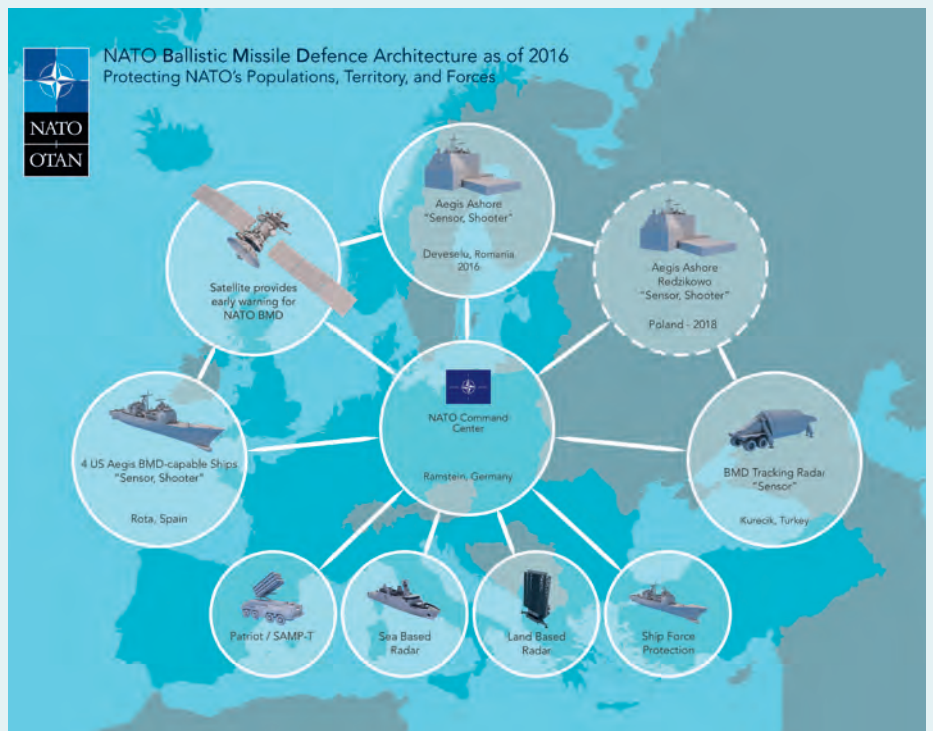 NATO Ballistic Missile Defence Architecture as of 2016
Protecting NATO's Populations, Territory, and Forces
NATO
OTAN
Aegis Ashore
"Sensor, Shooter"
Deveselu, Romania
2016
Satellite provides
early warning for
NATO BMD
Aegis Ashore
Redzikowo
"Sensor, Shooter"
Poland - 2018
NATO Command
Center
Ramstein, Germany
4 US Aegis BMD-capable Ships
"Sensor, Shooter"
Rota, Spain
BMD Tracking Radar
"Sensor"
Kurecik, Turkey
Patriot / SAMP-T
Sea Based
Radar
Land Based
Radar
Ship Force
Protection